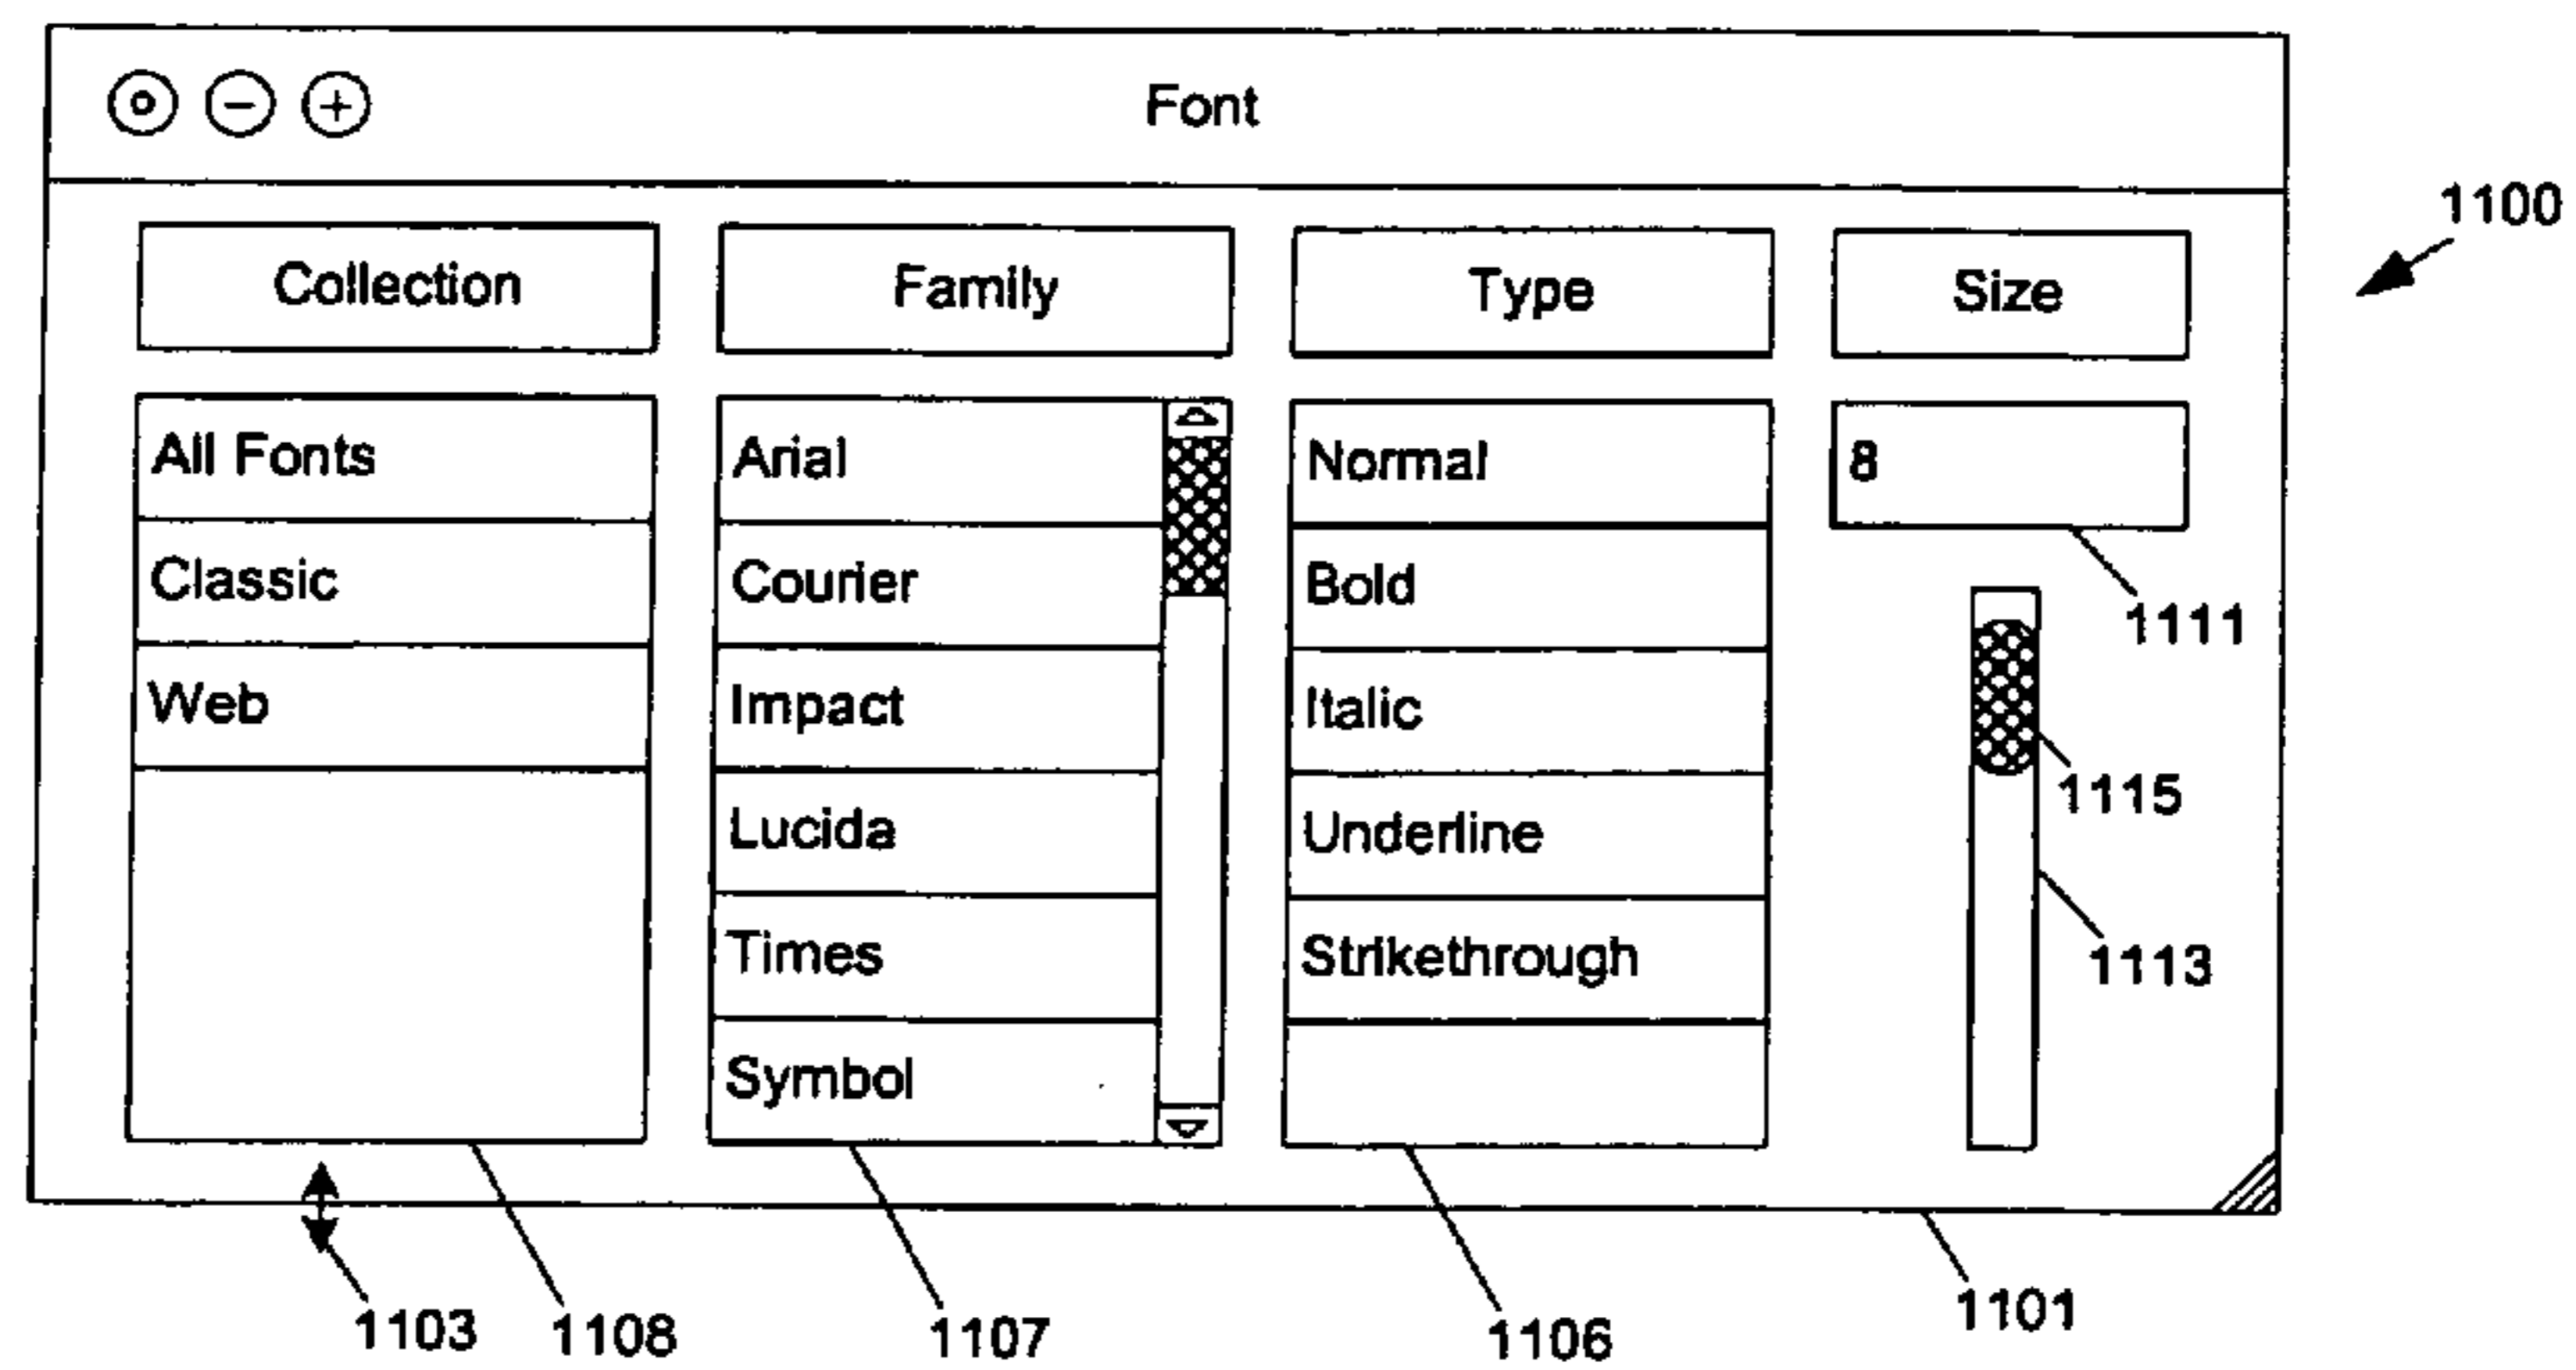 Font
1100
Collection Family Type Size
All Fonts Arial Normal 8
Classic Courier Bold
1111
Web Impact Italic
1115
Lucida Underline
1113
Times Strikethrough
Symbol
1103 1108 1107 1106 1101